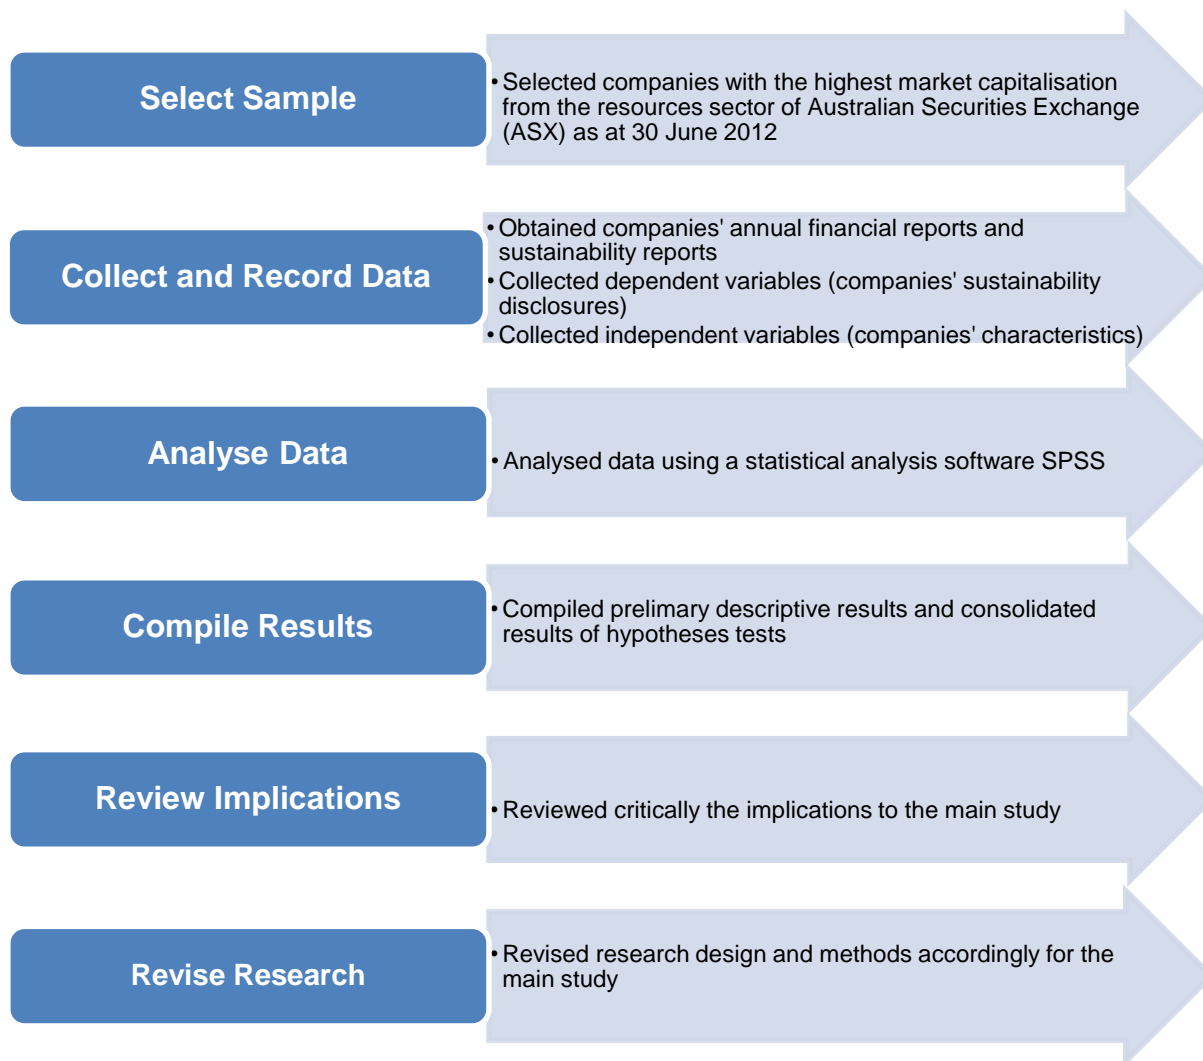 Select Sample
• Selected companies with the highest market capitalisation
from the resources sector of Australian Securities Exchange
(ASX) as at 30 June 2012
Collect and Record Data
• Obtained companies' annual financial reports and
sustainability reports
• Collected dependent variables (companies' sustainability
disclosures)
• Collected independent variables (companies' characteristics)
Analyse Data
• Analysed data using a statistical analysis software SPSS
Compile Results
• Compiled prelimary descriptive results and consolidated
results of hypotheses tests
Review Implications
• Reviewed critically the implications to the main study
Revise Research
• Revised research design and methods accordingly for the
main study